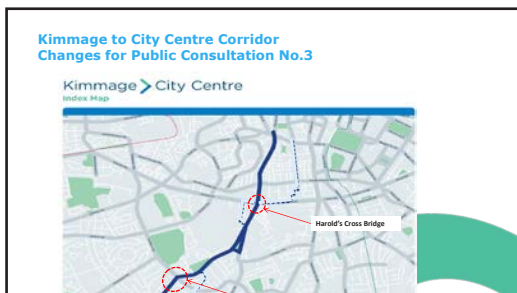 Kimmage to City Centre Corridor
Changes for Public Consultation No.3
Kimmage > City Centre
Index Map
Harold's Cross Bridge